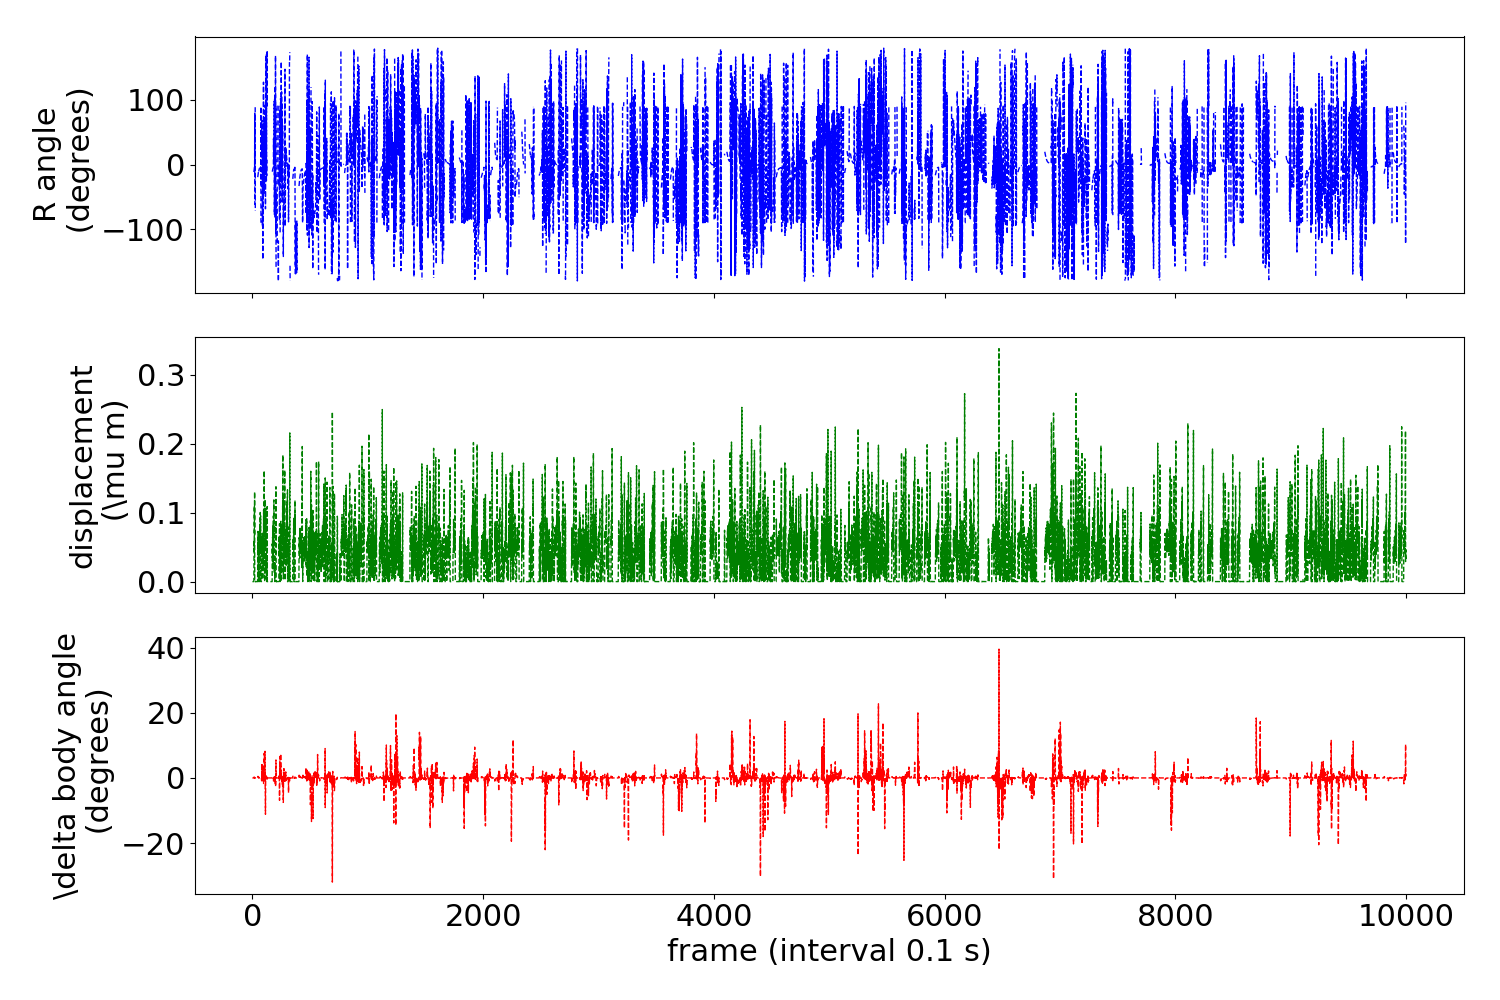 R angle
(degrees)
100
0
−100
displacement
(\mu m)
0.3
0.2
0.1
0.0
\delta body angle
(degrees)
40
20
0
−20
0 2000 4000 6000 8000 10000
frame (interval 0.1 s)